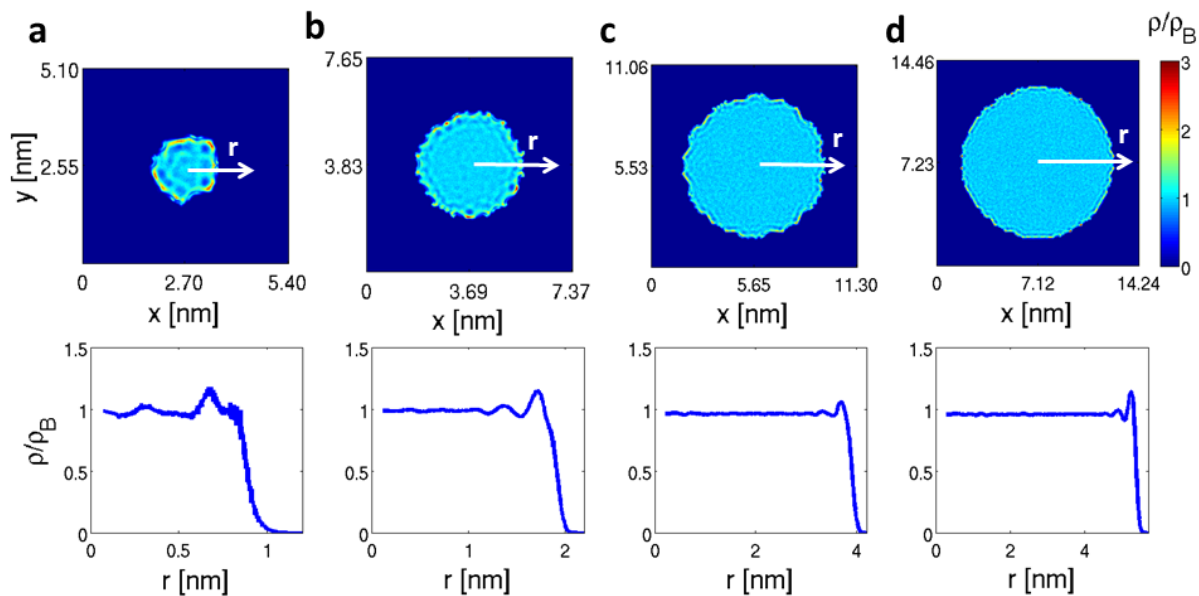 a
b
c
d
ρ/ρB
5.10
2.55
y [nm]
r
0
2.70
5.40
x [nm]
7.65
3.83
r
0
3.69
7.37
x [nm]
11.06
5.53
r
0
5.65
11.30
x [nm]
14.46
7.23
r
0
7.12
14.24
x [nm]
3
2
1
0
1.5
1
0.5
0
ρ/ρB
0
0.5
1
r [nm]
1.5
1
0.5
0
0
1
2
r [nm]
1.5
1
0.5
0
0
2
4
r [nm]
1.5
1
0.5
0
0
2
4
r [nm]